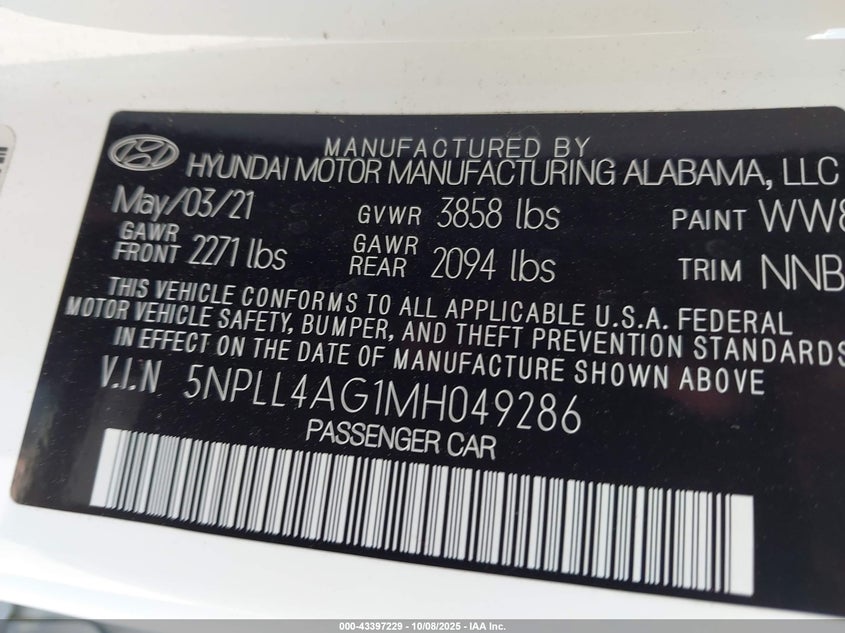 MANUFACTURED BY
HYUNDAI MOTOR MANUFACTURING ALABAMA, LLC
May/03/21 GVWR 3858 lbs PAINT WW8
GAWR FRONT 2271 lbs GAWR REAR 2094 lbs TRIM NNB
THIS VEHICLE CONFORMS TO ALL APPLICABLE U.S.A. FEDERAL
MOTOR VEHICLE SAFETY, BUMPER, AND THEFT PREVENTION STANDARDS
IN EFFECT ON THE DATE OF MANUFACTURE SHOWN ABOVE
V.I.N 5NPLL4AG1MH049286
PASSENGER CAR
000-43397229 - 10/08/2025 - IAA Inc.